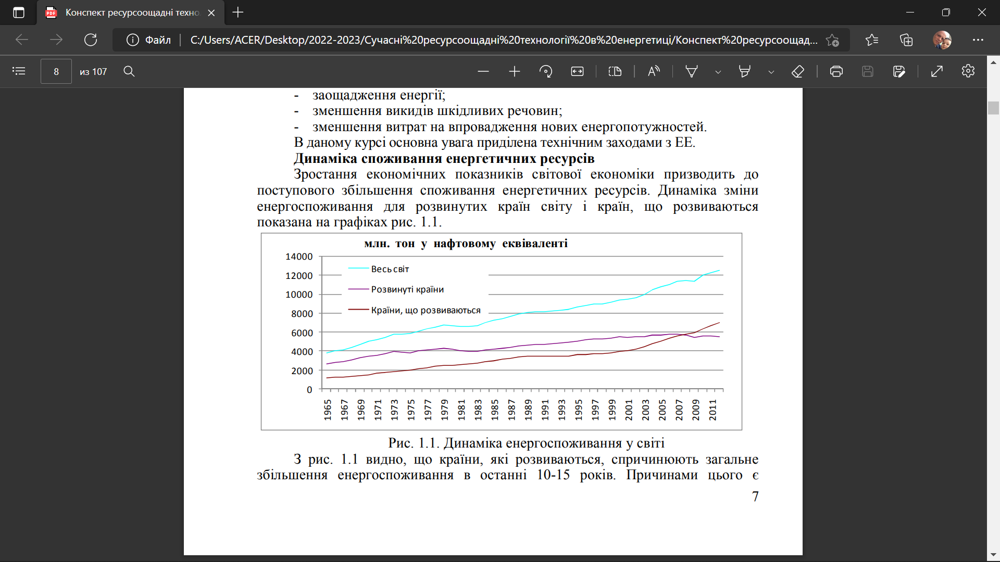 Конспект ресурсоощадні техно
Файл
C:/Users/ACER/Desktop/2022-2023/Сучасні%20ресурсоощадні%20технології%20в%20енергетиці/Конспект%20ресурсоощад...
8
из 107
- заощадження енергії;
- зменшення викидів шкідливих речовин;
- зменшення витрат на впровадження нових енергопотужностей.
В даному курсі основна увага приділена технічним заходами з ЕЕ.
Динаміка споживання енергетичних ресурсів
Зростання економічних показників світової економіки призводить до
поступового збільшення споживання енергетичних ресурсів. Динаміка зміни
енергоспоживання для розвинутих країн світу і країн, що розвиваються
показана на графіках рис. 1.1.
млн. тон у нафтовому еквіваленті
14000
12000
10000
8000
6000
4000
2000
0
Весь світ
Розвинуті країни
Країни, що розвиваються
1965 1967 1969 1971 1973 1975 1977 1979 1981 1983 1985 1987 1989 1991 1993 1995 1997 1999 2001 2003 2005 2007 2009 2011
Рис. 1.1. Динаміка енергоспоживання у світі
З рис. 1.1 видно, що країни, які розвиваються, спричинюють загальне
збільшення енергоспоживання в останні 10-15 років. Причинами цього є
7